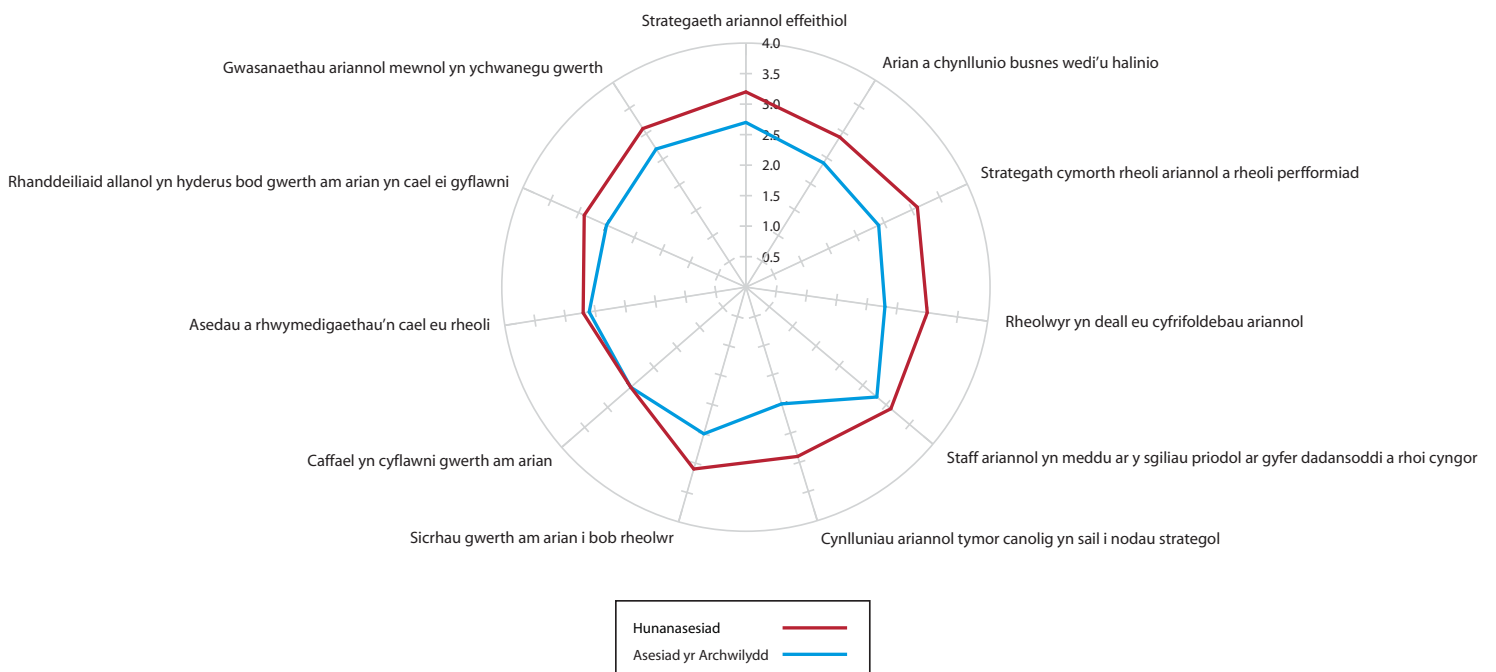 Strategaeth ariannol effeithiol
4.0
3.5
3.0
2.5
2.0
1.5
1.0
0.5
Arian a chynllunio busnes wedi'u halinio
Strategath cymorth rheoli ariannol a rheoli perfformiad
Rheolwyr yn deall eu cyfrifoldebau ariannol
Staff ariannol yn meddu ar y sgiliau priodol ar gyfer dadansoddi a rhoi cyngor
Cynlluniau ariannol tymor canolig yn sail i nodau strategol
Sicrhau gwerth am arian i bob rheolwr
Caffael yn cyflawni gwerth am arian
Asedau a rhwymedigaethau'n cael eu rheoli
Rhanddeiliaid allanol yn hyderus bod gwerth am arian yn cael ei gyflawni
Gwasanaethau ariannol mewnol yn ychwanegu gwerth
Hunanasesiad
Asesiad yr Archwilydd